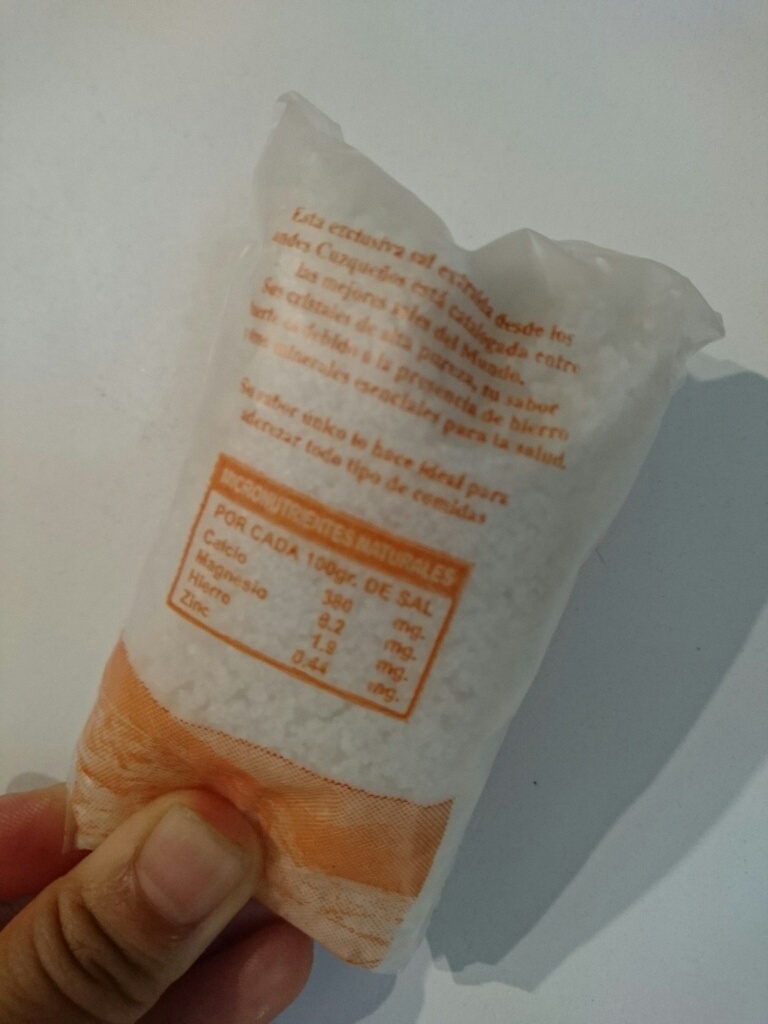 Esta exclusiva sal extraida desde los
andes Cuzqueños está catalogada entre
las mejores sales del Mundo.
Sus cristales de alta pureza, su sabor
debido a la presencia de hierro
minerales esenciales para la salud.
Su sabor único lo hace ideal para
aderezar todo tipo de comidas
MICRONUTRIENTES NATURALES
POR CADA 100gr. DE SAL
Calcio 380 mg.
Magnesio 8.2 mg.
Hierro 1.9 mg.
Zinc 0.44 mg.